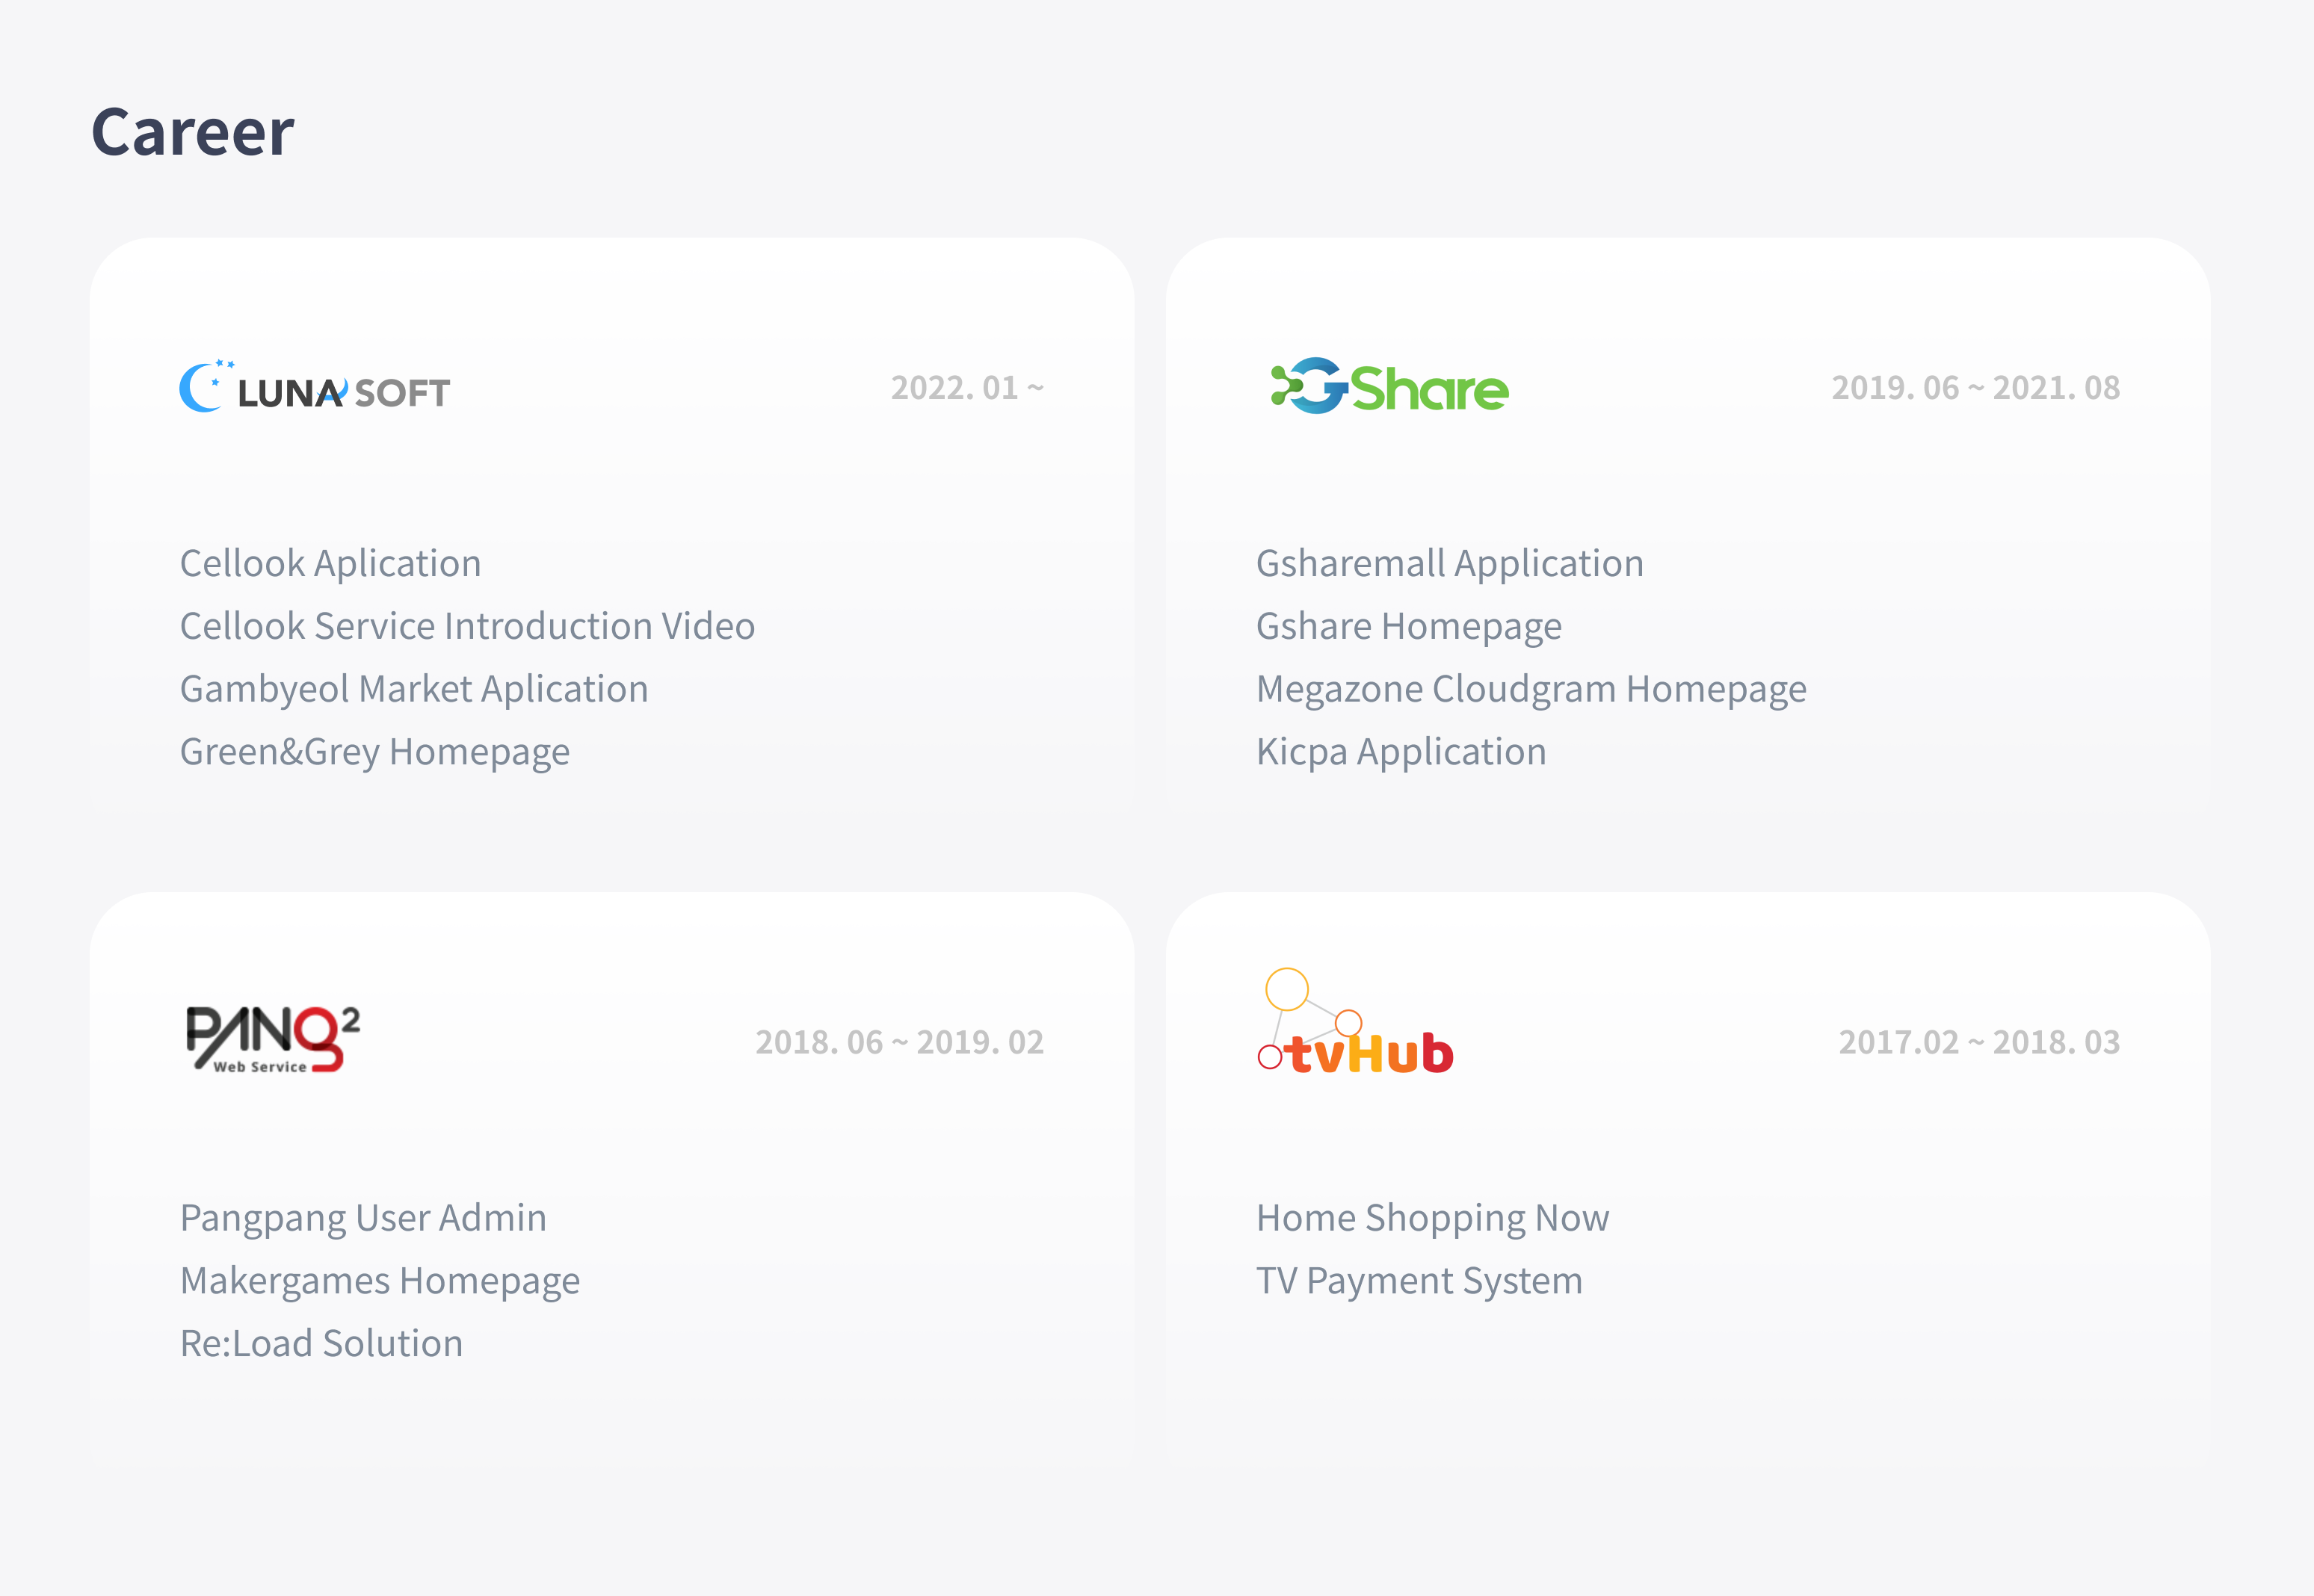 Career
LUNA SOFT
2022. 01 ~
Cellook Aplication
Cellook Service Introduction Video
Gambyeol Market Aplication
Green&Grey Homepage
GShare
2019. 06 ~ 2021. 08
Gsharemall Application
Gshare Homepage
Megazone Cloudgram Homepage
Kicpa Application
PANG2
Web Service
2018. 06 ~ 2019. 02
Pangpang User Admin
Makergames Homepage
Re:Load Solution
tvHub
2017.02 ~ 2018. 03
Home Shopping Now
TV Payment System